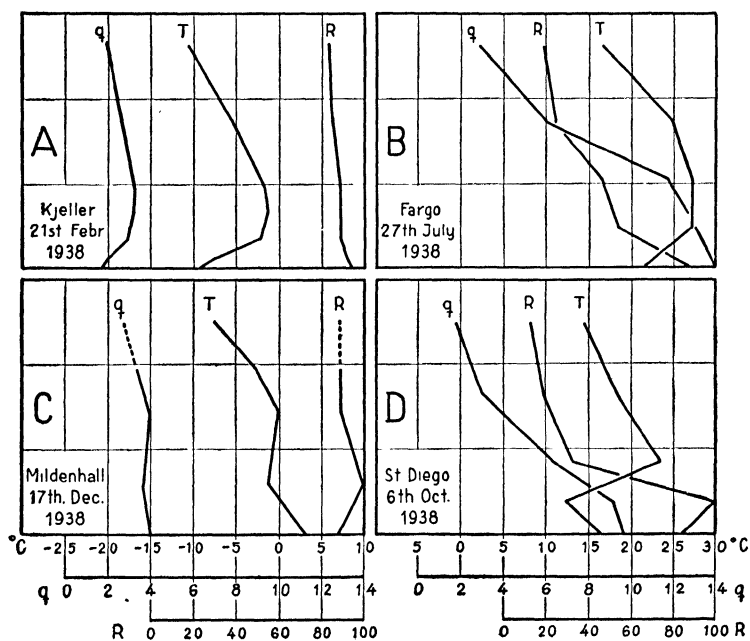 q T R
A
Kjeller
21st Febr
1938
q R T
B
Fargo
27th July
1938
q T R
C
Mildenhall
17th. Dec.
1938
q R T
D
St Diego
6th Oct.
1938
°C -25 -20 -15 -10 -5 0 5 10
5 0 5 10 15 20 25 30 °C
q 0 2 4 6 8 10 12 14
0 2 4 6 8 10 12 14 q
R 0 20 40 60 80 100
0 20 40 60 80 100 R